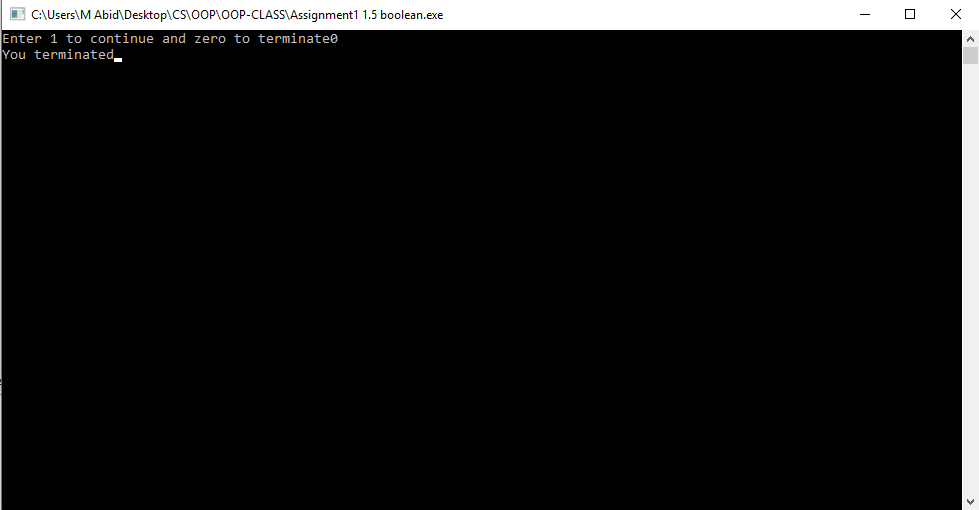 C:\Users\M Abid\Desktop\CS\OOP\OOP-CLASS\Assignment1 1.5 boolean.exe
Enter 1 to continue and zero to terminate0
You terminated